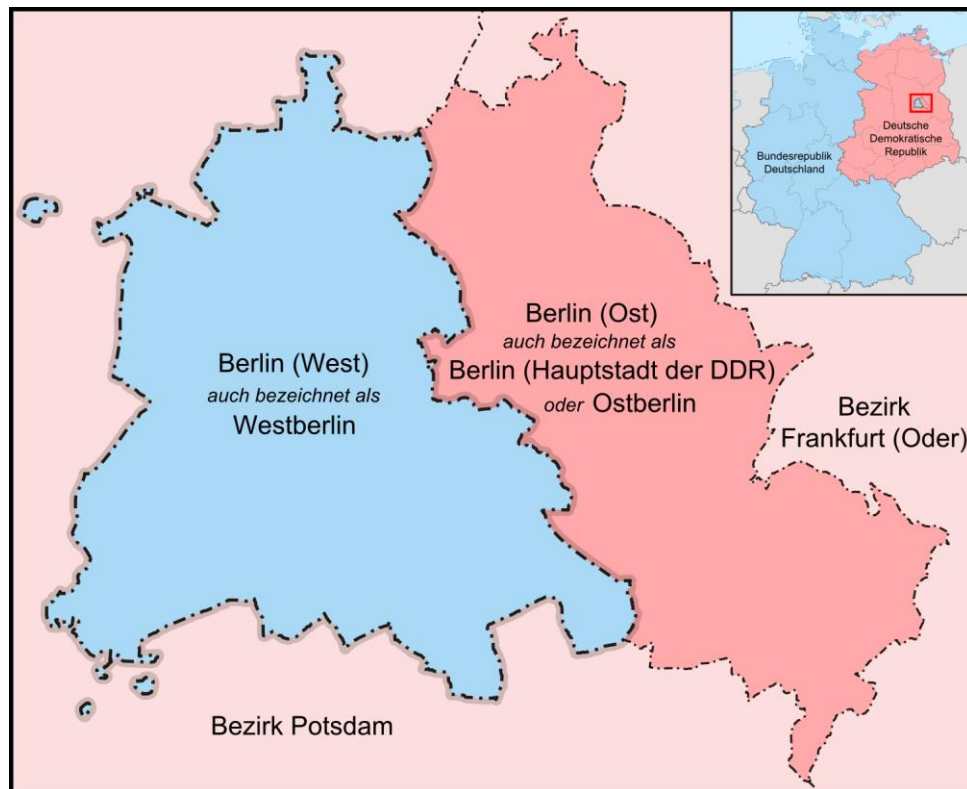 Bundesrepublik
Deutschland
Deutsche
Demokratische
Republik
Berlin (West)
auch bezeichnet als
Westberlin
Berlin (Ost)
auch bezeichnet als
Berlin (Hauptstadt der DDR)
oder Ostberlin
Bezirk
Frankfurt (Oder)
Bezirk Potsdam